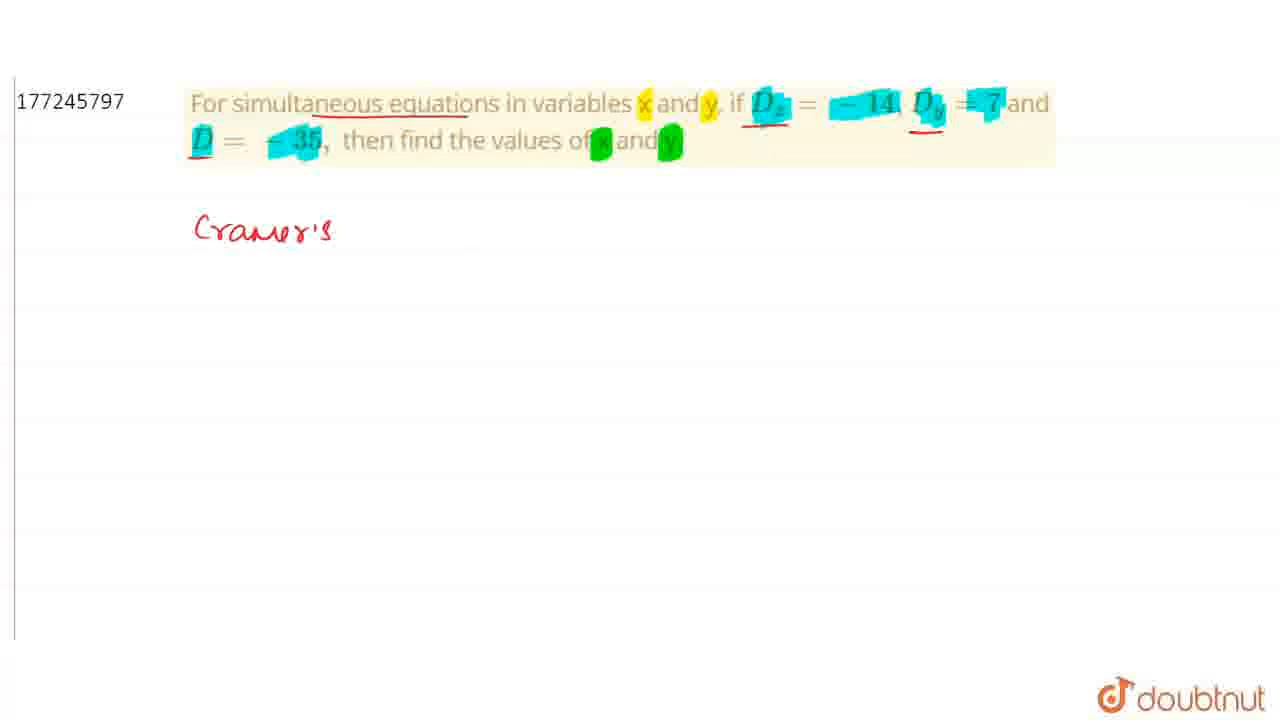 177245797
For simultaneous equations in variables x and y, if Dₓ = - 14, D_y = 7 and
D = - 35, then find the values of x and y
Cramer's
doubtnut